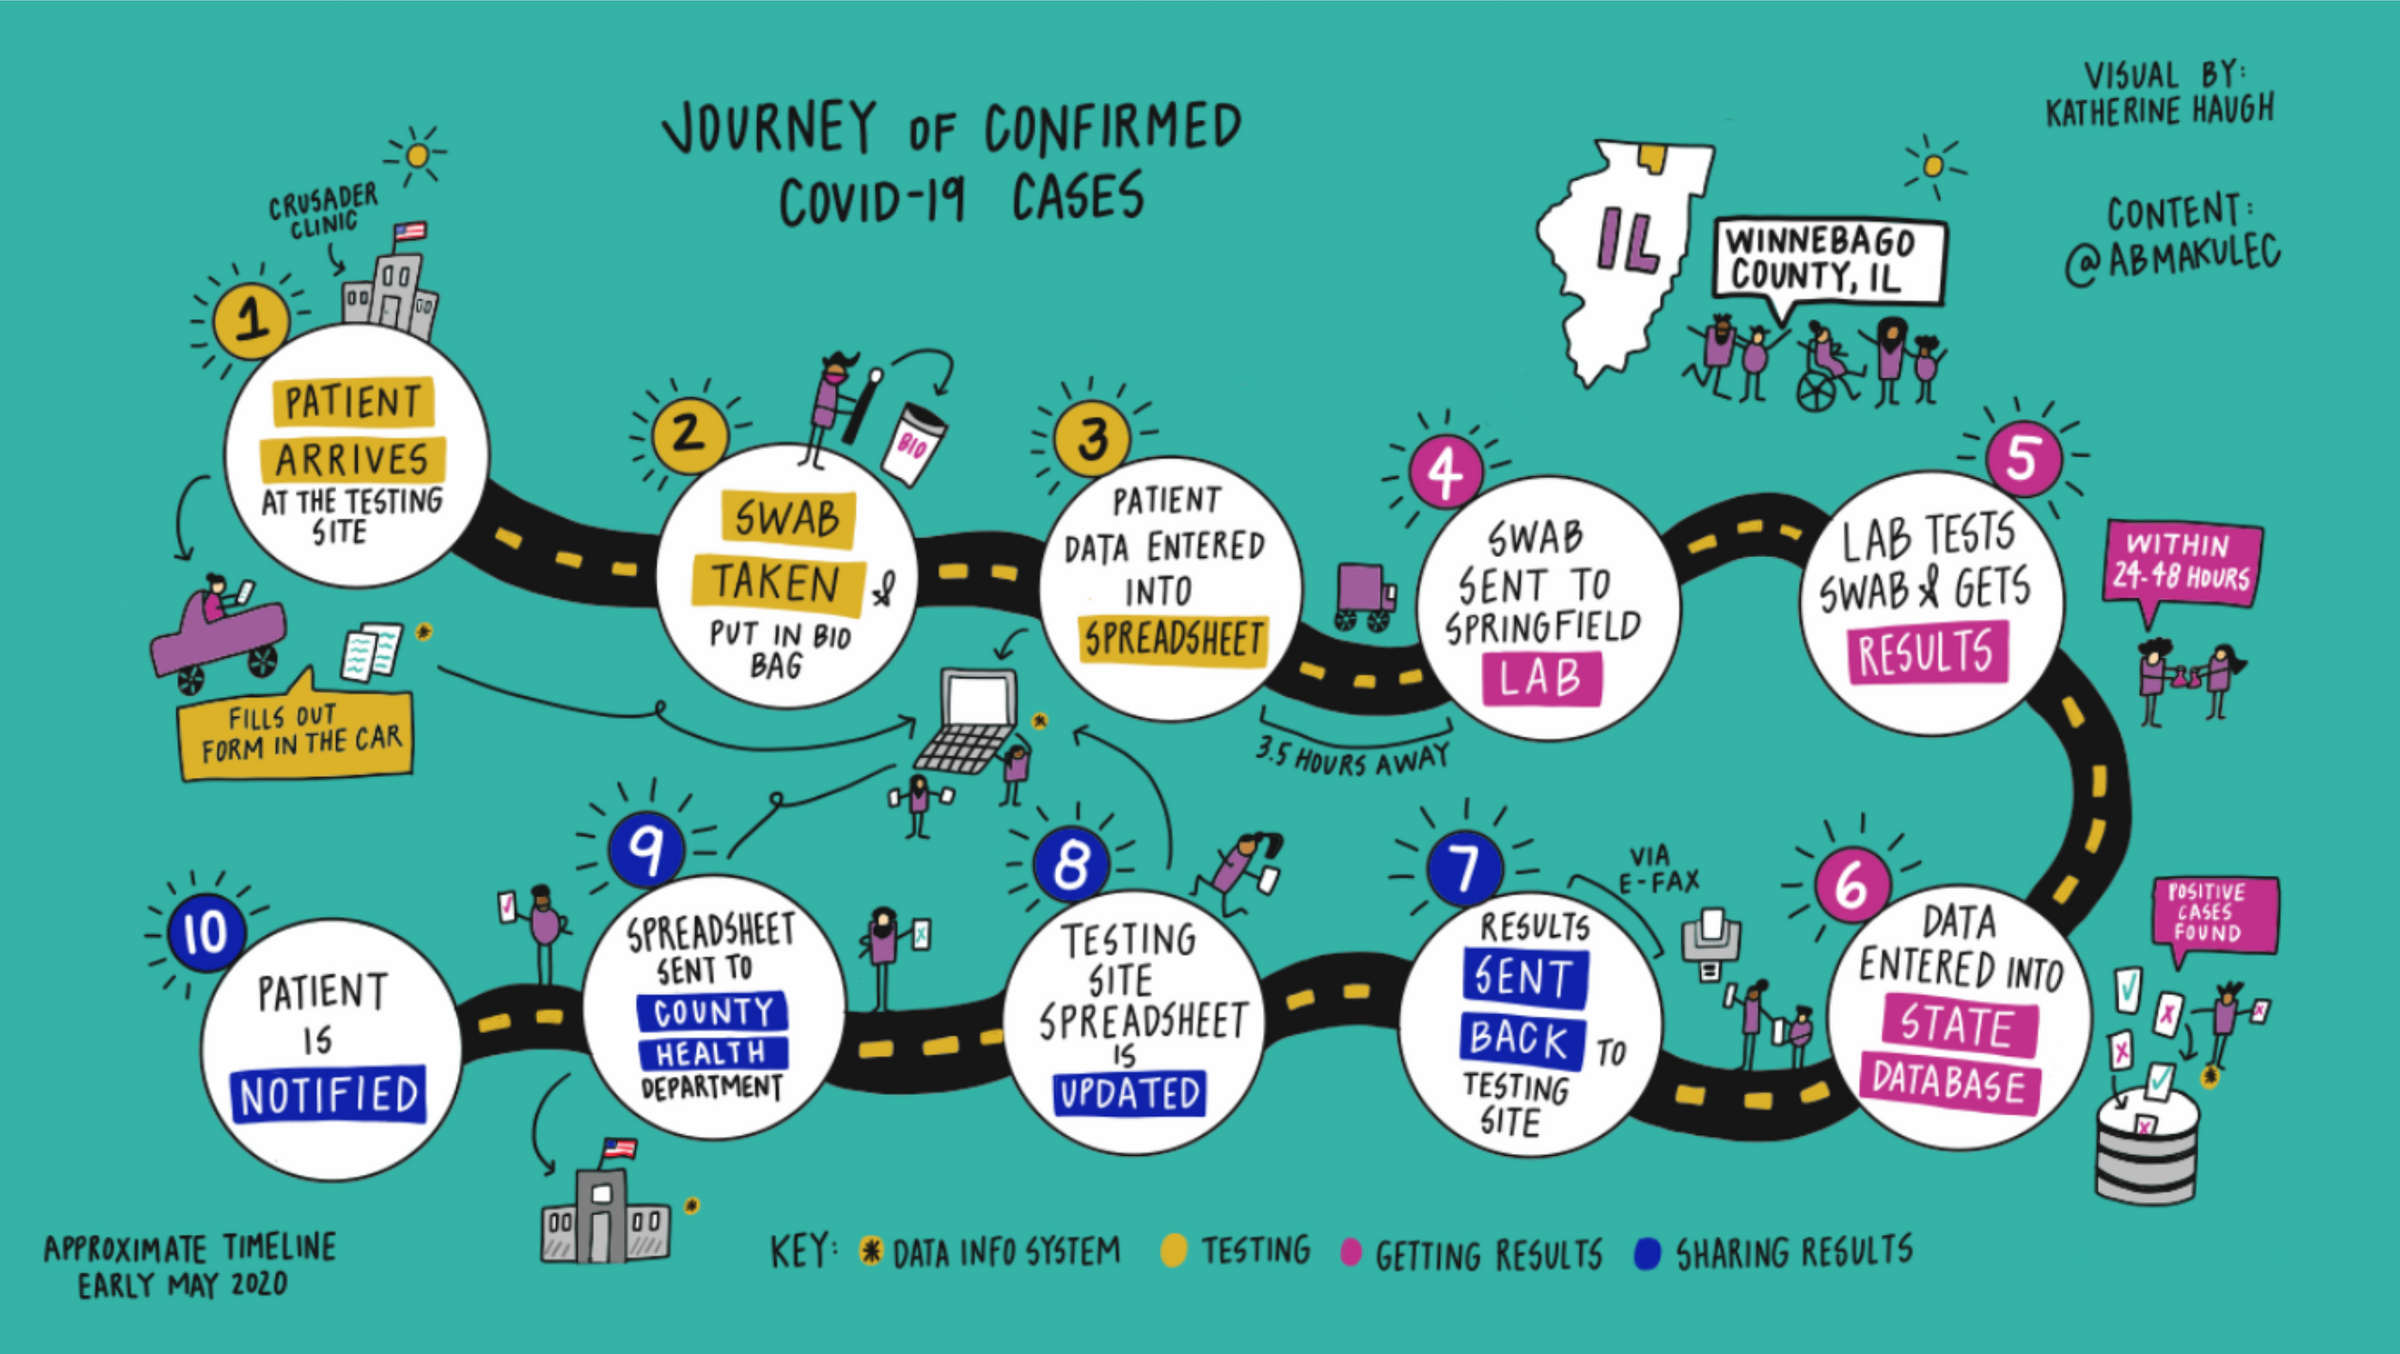 JOURNEY OF CONFIRMED
COVID-19 CASES
VISUAL BY:
KATHERINE HAUGH
CONTENT:
@ABMAKULEC
IL
WINNEBAGO
COUNTY, IL
CRUSADER
CLINIC
1
PATIENT
ARRIVES
AT THE TESTING
SITE
FILLS OUT
FORM IN THE CAR
2
BIO
SWAB
TAKEN &
PUT IN BIO
BAG
3
PATIENT
DATA ENTERED
INTO
SPREADSHEET
3.5 HOURS AWAY
4
SWAB
SENT TO
SPRINGFIELD
LAB
5
LAB TESTS
SWAB & GETS
RESULTS
WITHIN
24-48 HOURS
6
DATA
ENTERED INTO
STATE
DATABASE
POSITIVE
CASES
FOUND
7
VIA
E-FAX
RESULTS
SENT
BACK TO
TESTING
SITE
8
TESTING
SITE
SPREADSHEET
IS
UPDATED
9
SPREADSHEET
SENT TO
COUNTY
HEALTH
DEPARTMENT
10
PATIENT
IS
NOTIFIED
APPROXIMATE TIMELINE
EARLY MAY 2020
KEY: * DATA INFO SYSTEM TESTING GETTING RESULTS SHARING RESULTS